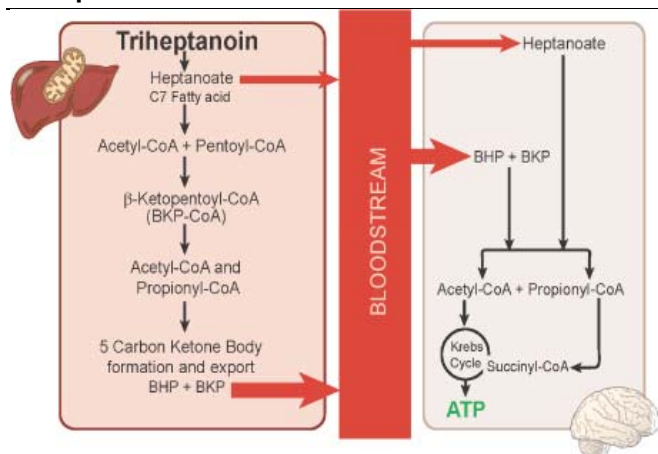 Triheptanoin
Heptanoate
C7 Fatty acid
Acetyl-CoA + Pentoyl-CoA
β-Ketopentoyl-CoA
(BKP-CoA)
Acetyl-CoA and
Propionyl-CoA
5 Carbon Ketone Body
formation and export
BHP + BKP
BLOODSTREAM
Heptanoate
BHP + BKP
Acetyl-CoA + Propionyl-CoA
Krebs
Cycle
Succinyl-CoA
ATP